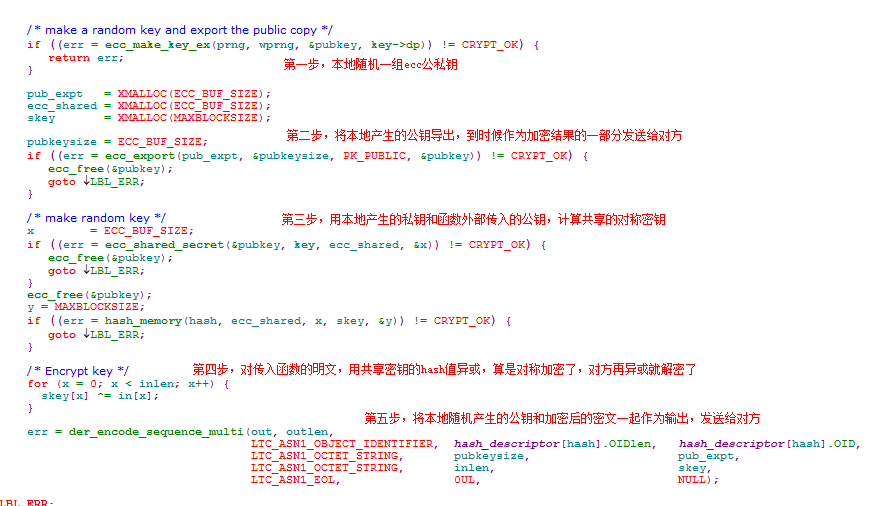 /* make a random key and export the public copy */
if ((err = ecc_make_key_ex(prng, wprng, &pubkey, key->dp)) != CRYPT_OK) {
return err;
第一步，本地随机一组ecc公私钥
}
pub_expt = XMALLOC(ECC_BUF_SIZE);
ecc_shared = XMALLOC(ECC_BUF_SIZE);
skey = XMALLOC(MAXBLOCKSIZE);
第二步，将本地产生的公钥导出，到时候作为加密结果的一部分发送给对方
pubkeysize = ECC_BUF_SIZE;
if ((err = ecc_export(pub_expt, &pubkeysize, PK_PUBLIC, &pubkey)) != CRYPT_OK) {
ecc_free(&pubkey);
goto ↓LBL_ERR;
}
/* make random key */
第三步，用本地产生的私钥和函数外部传入的公钥，计算共享的对称密钥
x = ECC_BUF_SIZE;
if ((err = ecc_shared_secret(&pubkey, key, ecc_shared, &x)) != CRYPT_OK) {
ecc_free(&pubkey);
goto ↓LBL_ERR;
}
ecc_free(&pubkey);
y = MAXBLOCKSIZE;
if ((err = hash_memory(hash, ecc_shared, x, skey, &y)) != CRYPT_OK) {
goto ↓LBL_ERR;
}
/* Encrypt key */
第四步，对传入函数的明文，用共享密钥的hash值异或，算是对称加密了，对方再异或就解密了
for (x = 0; x < inlen; x++) {
skey[x] ^= in[x];
}
第五步，将本地随机产生的公钥和加密后的密文一起作为输出，发送给对方
err = der_encode_sequence_multi(out, outlen,
LTC_ASN1_OBJECT_IDENTIFIER, hash_descriptor[hash].OIDlen, hash_descriptor[hash].OID,
LTC_ASN1_OCTET_STRING, pubkeysize, pub_expt,
LTC_ASN1_OCTET_STRING, inlen, skey,
LTC_ASN1_EOL, 0UL, NULL);
LBL_ERR: